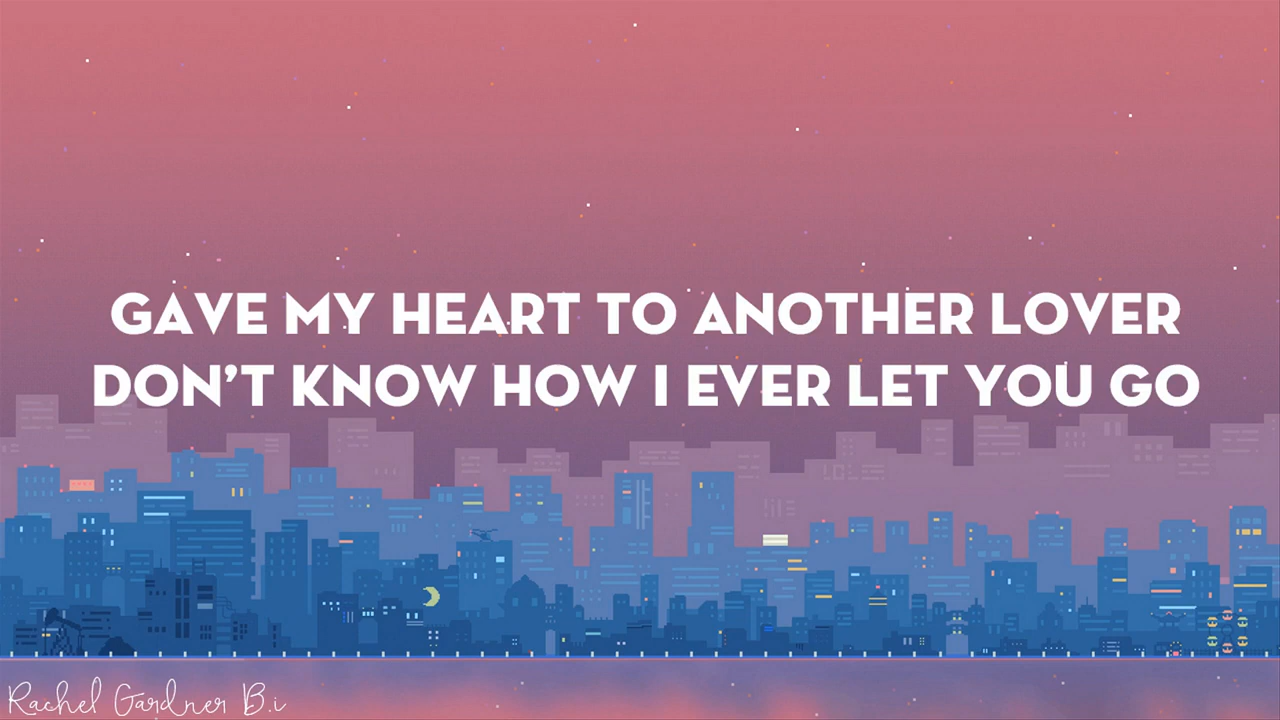 GAVE MY HEART TO ANOTHER LOVER
DON'T KNOW HOW I EVER LET YOU GO
Rachel Gardner B.i